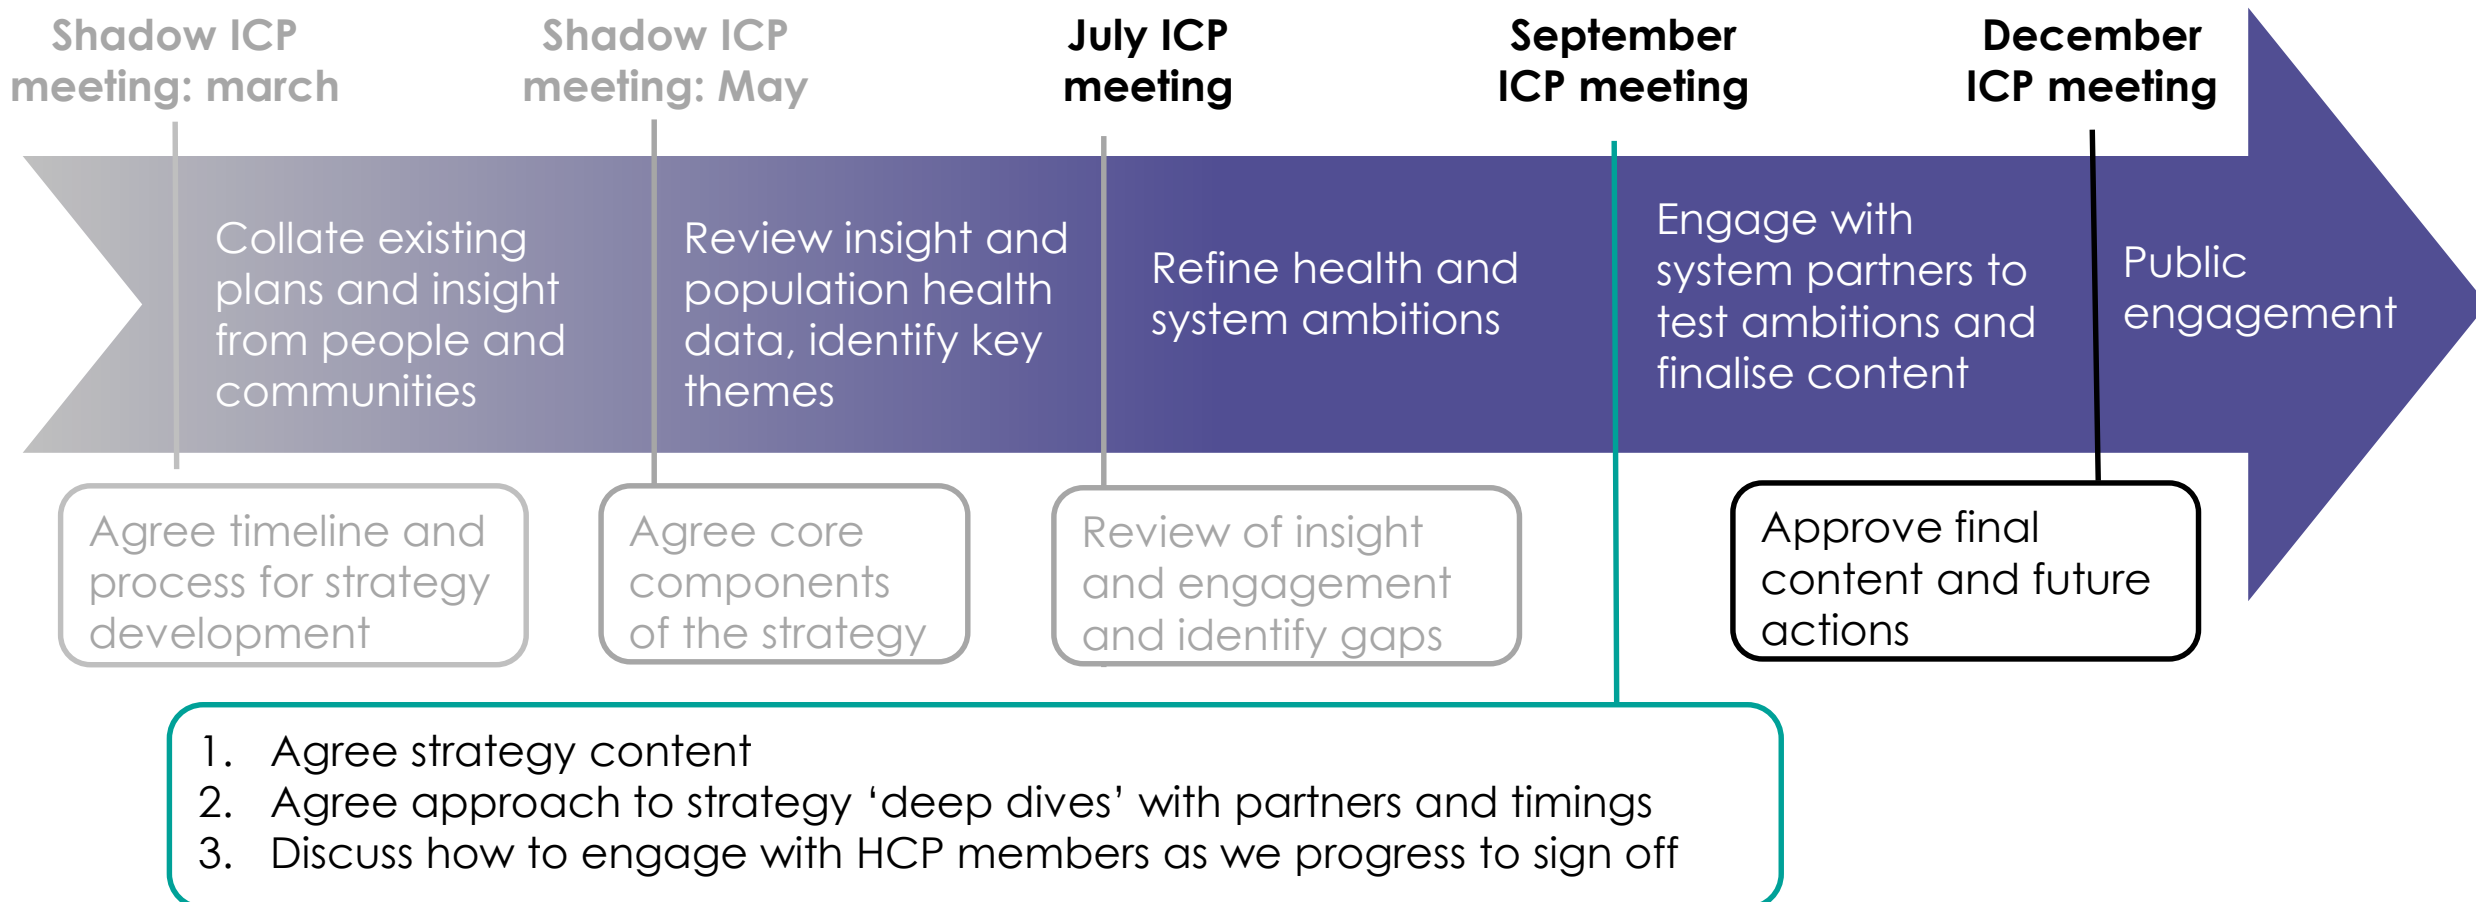 Shadow ICP
meeting: march
Shadow ICP
meeting: May
July ICP
meeting
September
ICP meeting
December
ICP meeting
Collate existing
plans and insight
from people and
communities
Review insight and
population health
data, identify key
themes
Refine health and
system ambitions
Engage with
system partners to
test ambitions and
finalise content
Public
engagement
Agree timeline and
process for strategy
development
Agree core
components
of the strategy
Review of insight
and engagement
and identify gaps
Approve final
content and future
actions
1. Agree strategy content
2. Agree approach to strategy ‘deep dives’ with partners and timings
3. Discuss how to engage with HCP members as we progress to sign off